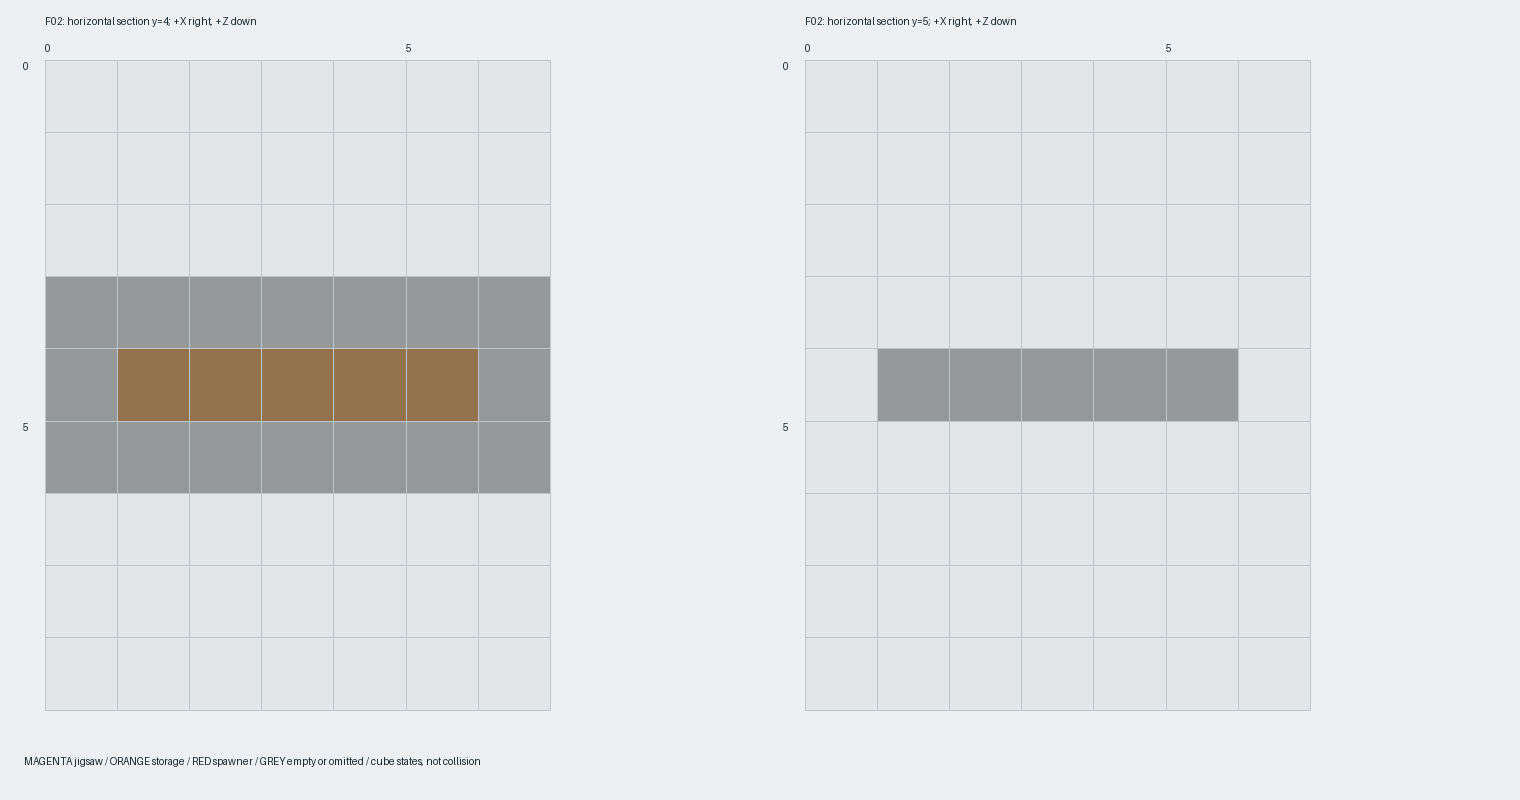 F02: horizontal section y=4; +X right, +Z down
0 5
0
5
F02: horizontal section y=5; +X right, +Z down
0 5
0
5
MAGENTA jigsaw / ORANGE storage / RED spawner / GREY empty or omitted / cube states, not collision